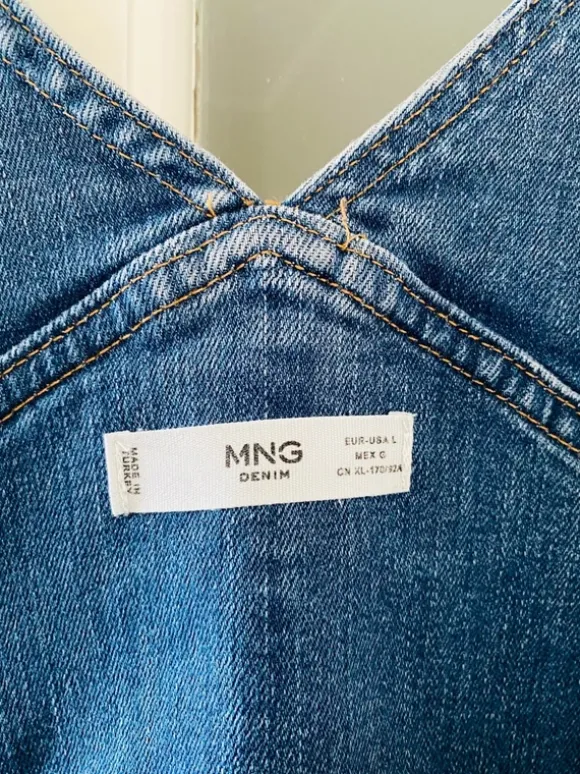 MADE IN
TURKEY
MNG
DENIM
EUR-USA L
MEX G
CN XL-170/92A